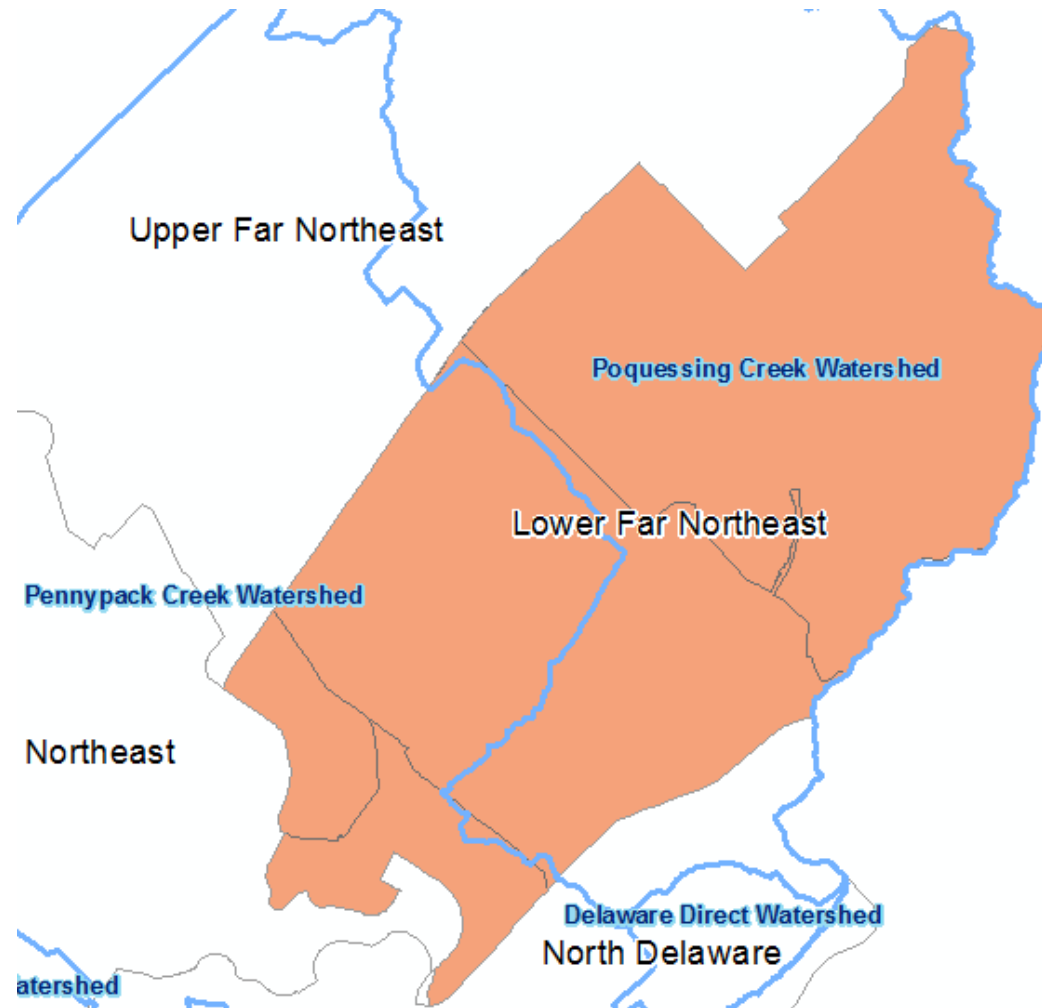 Upper Far Northeast
Poquessing Creek Watershed
Lower Far Northeast
Pennypack Creek Watershed
Northeast
Delaware Direct Watershed
North Delaware
atershed